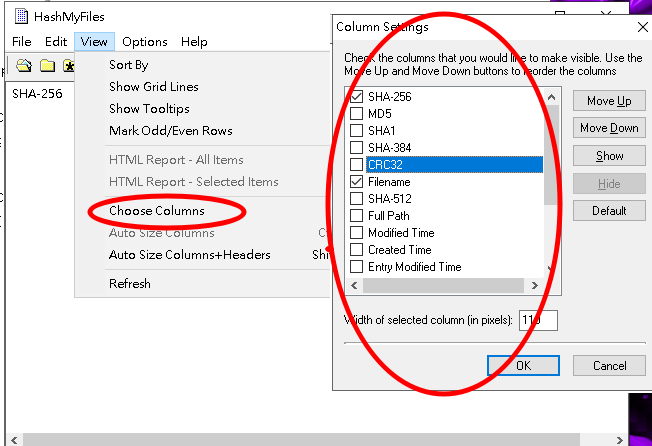 HashMyFiles
File Edit View Options Help
SHA-256
Sort By
Show Grid Lines
Show Tooltips
Mark Odd/Even Rows
HTML Report - All Items
HTML Report - Selected Items
Choose Columns
Auto Size Columns
Auto Size Columns+Headers
Refresh
Column Settings
Check the columns that you would like to make visible. Use the
Move Up and Move Down buttons to reorder the columns
SHA-256
MD5
SHA1
SHA-384
CRC32
Filename
SHA-512
Full Path
Modified Time
Created Time
Entry Modified Time
Move Up
Move Down
Show
Hide
Default
Width of selected column (in pixels):
OK Cancel